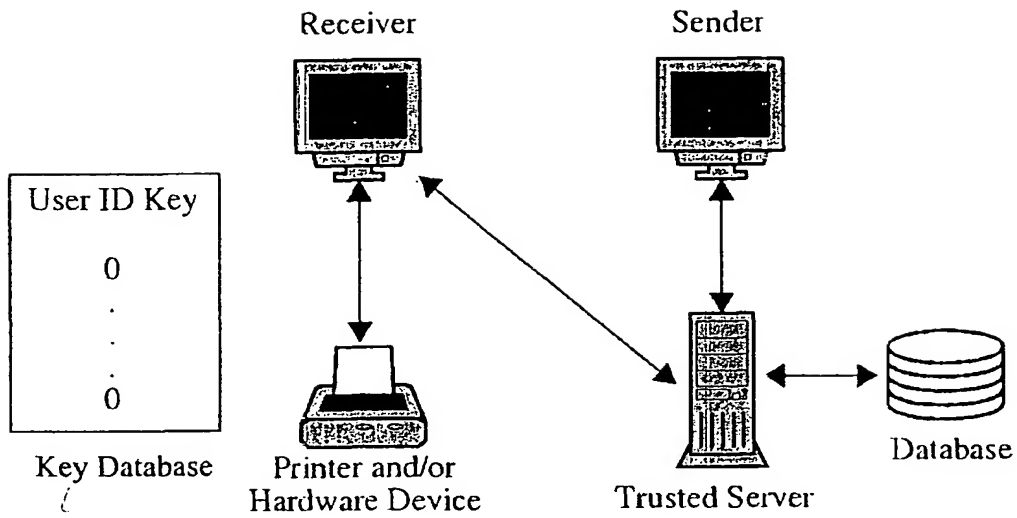 Receiver
Sender
User ID Key
0
.
.
.
0
Key Database
Printer and/or
Hardware Device
Trusted Server
Database